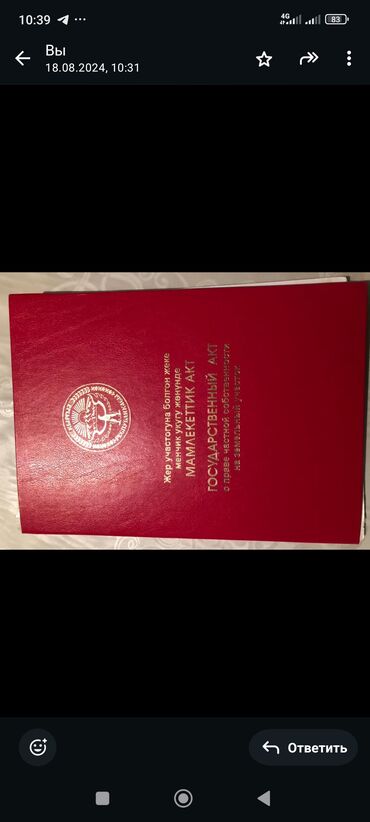 10:39
4G
83
Вы
18.08.2024, 10:31
Жер участогуна болгон жеке
менчик укугу жөнүндө
МАМЛЕКЕТТИК АКТ
ГОСУДАРСТВЕННЫЙ АКТ
о праве частной собственности
на земельный участок
Ответить